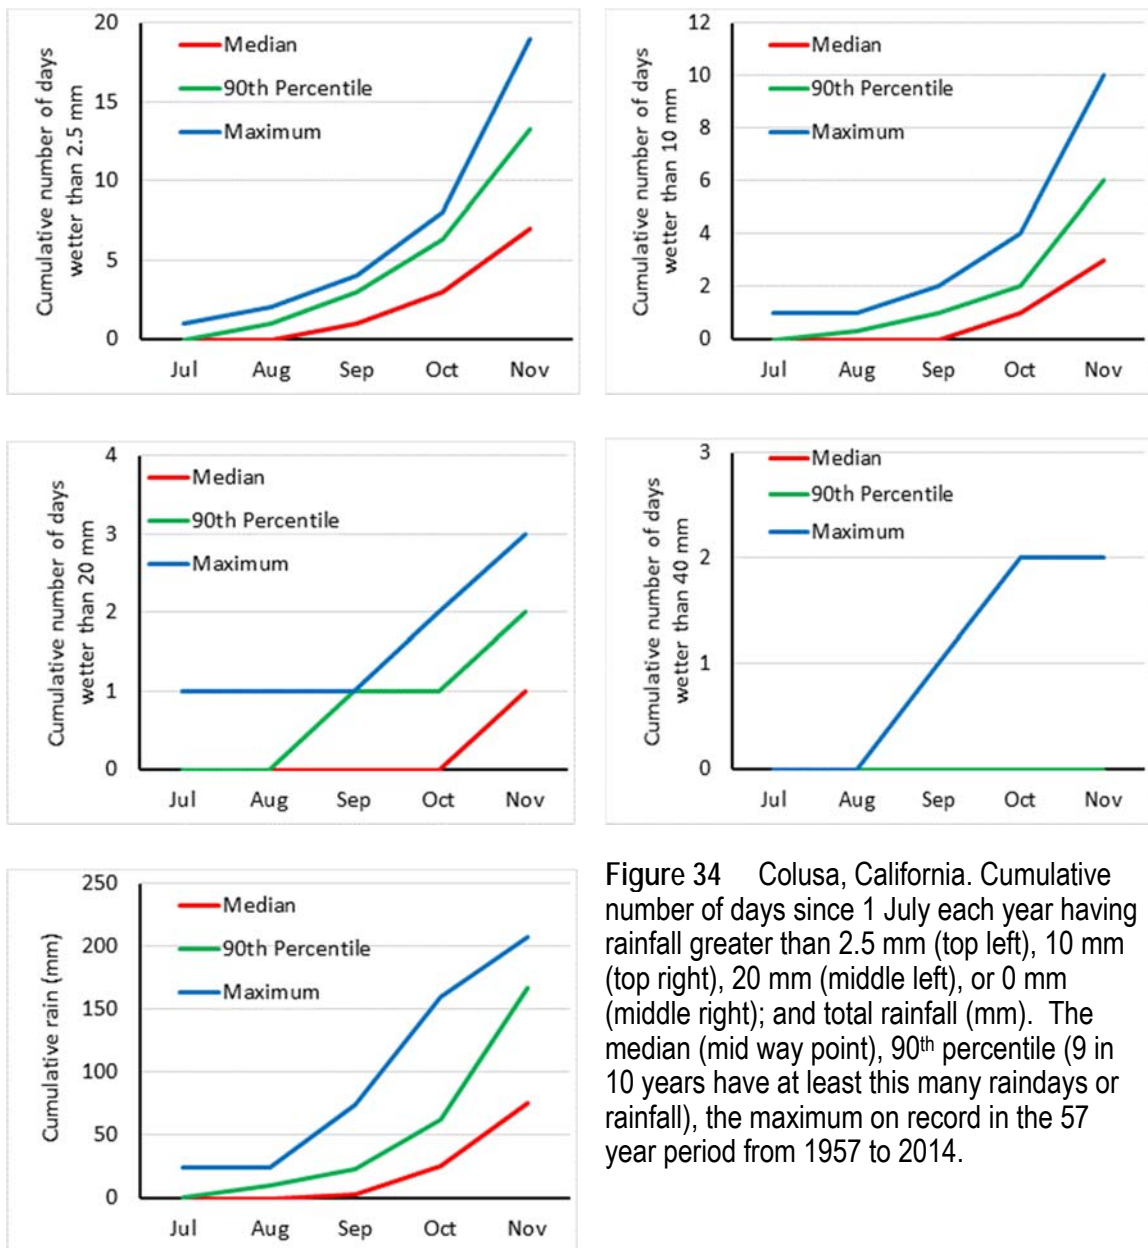 Cumulative number of days
wetter than 2.5 mm
20
15
10
5
0
Median
90th Percentile
Maximum
Jul Aug Sep Oct Nov
Cumulative number of days
wetter than 10 mm
12
10
8
6
4
2
0
Median
90th Percentile
Maximum
Jul Aug Sep Oct Nov
Cumulative number of days
wetter than 20 mm
4
3
2
1
0
Median
90th Percentile
Maximum
Jul Aug Sep Oct Nov
Cumulative number of days
wetter than 40 mm
3
2
1
0
Median
90th Percentile
Maximum
Jul Aug Sep Oct Nov
Cumulative rain (mm)
250
200
150
100
50
0
Median
90th Percentile
Maximum
Jul Aug Sep Oct Nov
Figure 34 Colusa, California. Cumulative
number of days since 1 July each year having
rainfall greater than 2.5 mm (top left), 10 mm
(top right), 20 mm (middle left), or 0 mm
(middle right); and total rainfall (mm). The
median (mid way point), 90th percentile (9 in
10 years have at least this many raindays or
rainfall), the maximum on record in the 57
year period from 1957 to 2014.